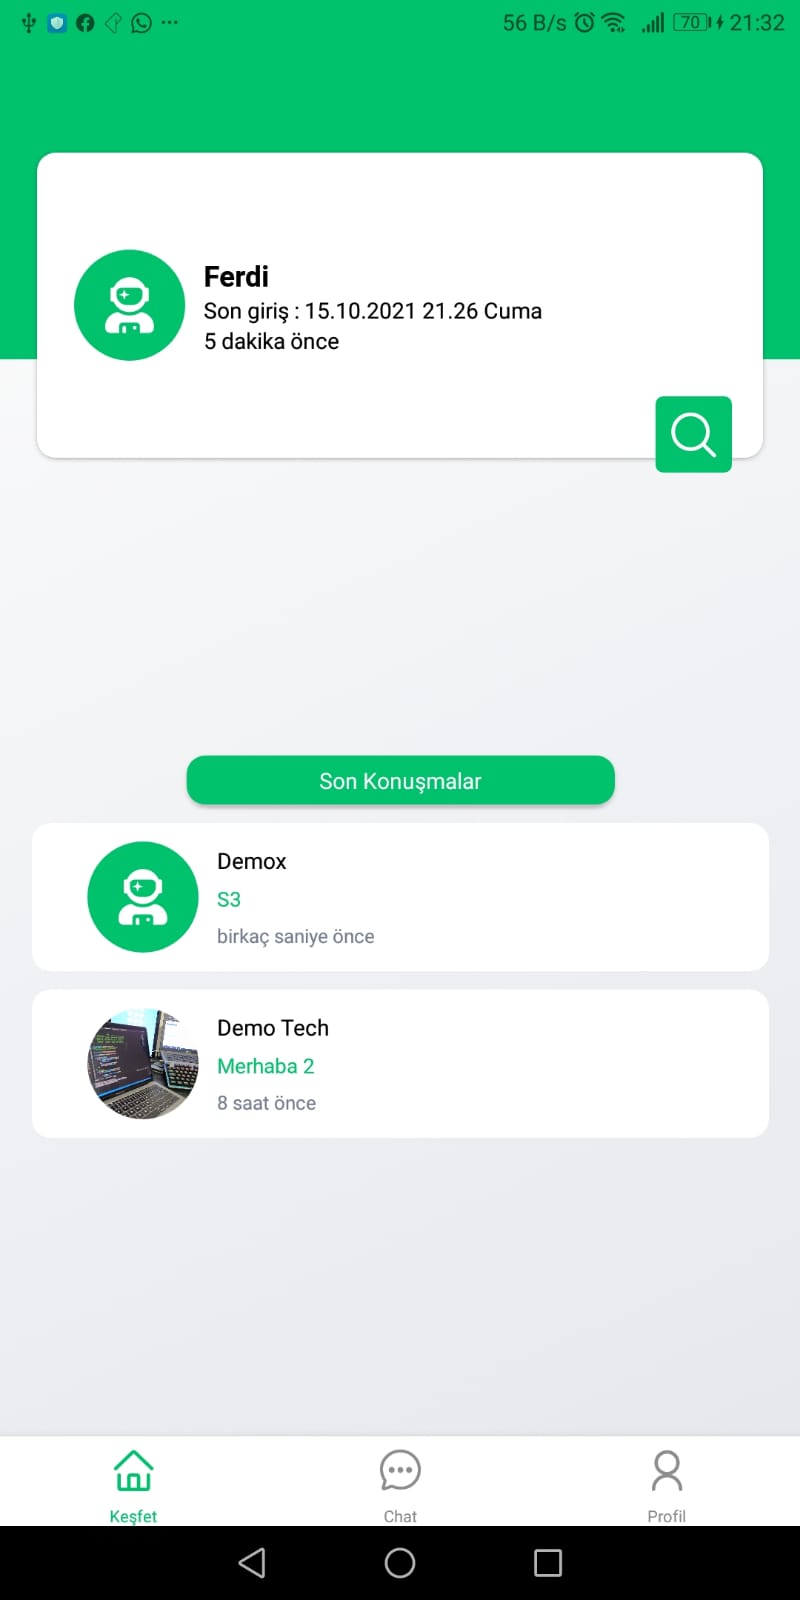 56 B/s 70 21:32
Ferdi
Son giriş : 15.10.2021 21.26 Cuma
5 dakika önce
Son Konuşmalar
Demox
S3
birkaç saniye önce
Demo Tech
Merhaba 2
8 saat önce
Keşfet Chat Profil